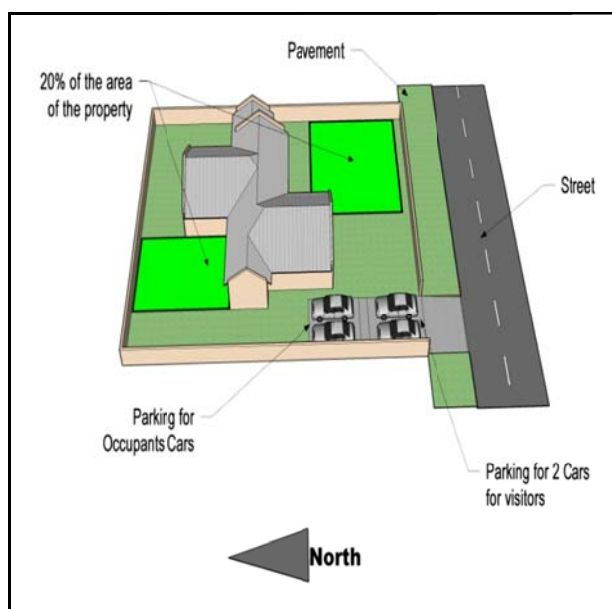 Pavement
20% of the area
of the property
Street
Parking for
Occupants Cars
Parking for 2 Cars
for visitors
North